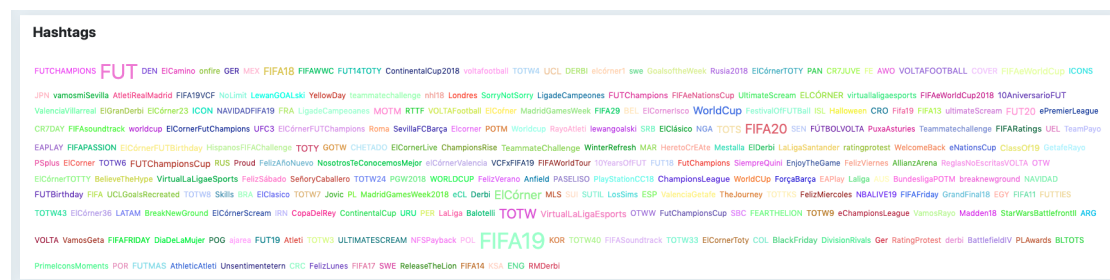 Hashtags
FUTCHAMPIONS FUT DEN ElCamino onfire GER MEX FIFA18 FIFAWWC FUT14TOTY ContinentalCup2018 voltafootball TOTW4 UCL DERBI elcórner1 swe GoalsoftheWeek Rusia2018 ElCórnerTOTY PAN CR7JUVE TE AWO VOLTAFOOTBALL COVER FIFAeWorldCup ICONS
JPN vamosmiSevilla AtletiRealMadrid FIFA19VCF NoLimit LewanGOALski YellowDay teammatechallenge nhl18 Londres SorryNotSorry LigadeCampeones FUTChampions FIFAeNationsCup UltimateScream ELCÓRNER virtuallaligaesports FIFAeWorldCup2018 10AniversarioFUT
ValenciaVillarreal ElGranDerbi ElCórner23 ICON NAVIDADFIFA19 FRA LigadeCampeones MOTM RTTF VOLTAFootball ElCorner MadridGamesWeek FIFA29 BEL ElCornerIsco WorldCup FestivalOfFUTBall ISL Halloween CRO Fifa19 FIFA13 ultimateScream FUT20 ePremierLeague
CR7DAY FIFAsoundtrack worldcup ElCornerFutChampions UFC3 ElCórnerFUTChampions Roma SevillaFCBarça Elcorner POTM Worldcup RayoAtleti lewangoalski SRB ElClásico NGA TOTS FIFA20 SEN FÚTBOLVOLTA PuxaAsturies Teammatechallenge FIFARatings UEL TeamPayo
EAPLAY FIFAPASSION ElCórnerFUTBirthday HispanosFIFAChallenge TOTY GOTW CHETADO ElCornerLive ChampionsRise TeammateChallenge WinterRefresh MAR HeretoCrEAte Mestalla ElDerbi LaLigaSantander ratingprotest WelcomeBack eNationsCup ClassOf19 GetafeRayo
PSplus ElCorner TOTW6 FUTChampionsCup RUS Proud FelizAñoNuevo NosotrosTeConocemosMejor elCórnerValencia VCFxFIFA19 FIFAWorldTour 10YearsOfFUT FUT18 FutChampions SiempreQuini EnjoyTheGame FelizViernes AllianzArena ReglasNoEscritasVOLTA OTW
ElCórnerTOTTY BelieveTheHype VirtualLaLigaeSports FelizSábado SeñoryCaballero TOTW24 PGW2018 WORLDCUP FelizVerano Anfield PASELISO PlayStationCC18 ChampionsLeague WorldCUP ForçaBarça EAPlay Laliga BundesligaPOTM breaknewground NAVIDAD
FUTBirthday FIFA UCLGoalsRecreated TOTW8 Skills BRA ElClasico TOTW7 Jovic RL MadridGamesWeek2018 eCL Derbi ElCórner MLS SUI SUTIL LosSims ESP ValenciaGetafe TheJourney TOTTKS FelizMiercoles NBALIVE19 FIFAFriday GrandFinal18 EGY FIFA11 FUTTIES
TOTW43 ElCórner36 LATAM BreakNewGround ElCórnerScream IRN CopaDelRey ContinentalCup URU PER LaLiga Balotelli TOTW VirtualLaLigaEsports OTWW FutChampionsCup SBC FEARTHELION TOTW9 eChampionsLeague VamosRayo Madden18 StarWarsBattlefrontII ARG
VOLTA VamosGeta FIFAFRIDAY DiaDeLaMujer POG ajarea FUT19 Atleti TOTW3 ULTIMATESCREAM NFSPayback POL FIFA19 KOR TOTW40 FIFASoundtrack TOTW33 ElCornerToty COL BlackFriday DivisionRivals Ger RatingProtest derbi BattlefieldV PLAwards BLTOTS
PrimeIconsMoments POR FUTMAS AthleticAtleti Unsentimentetern CRC FelizLunes FIFA17 SWE ReleaseTheLion FIFA14 KSA ENG RMDerbi